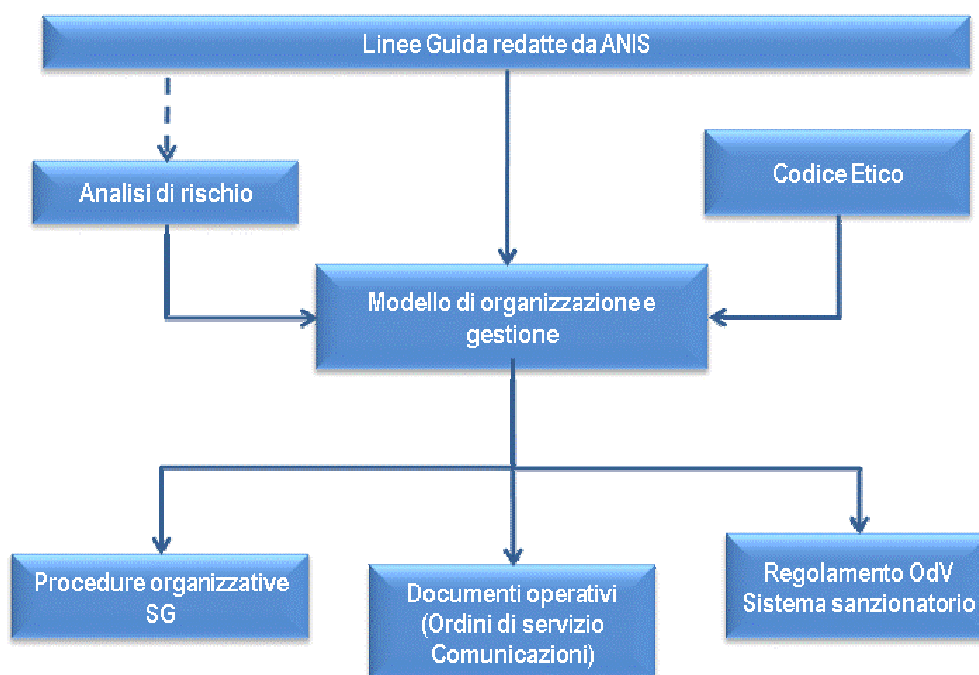 Linee Guida redatte da ANIS
Analisi di rischio
Codice Etico
Modello di organizzazione e
gestione
Procedure organizzative
SG
Documenti operativi
(Ordini di servizio
Comunicazioni)
Regolamento OdV
Sistema sanzionatorio